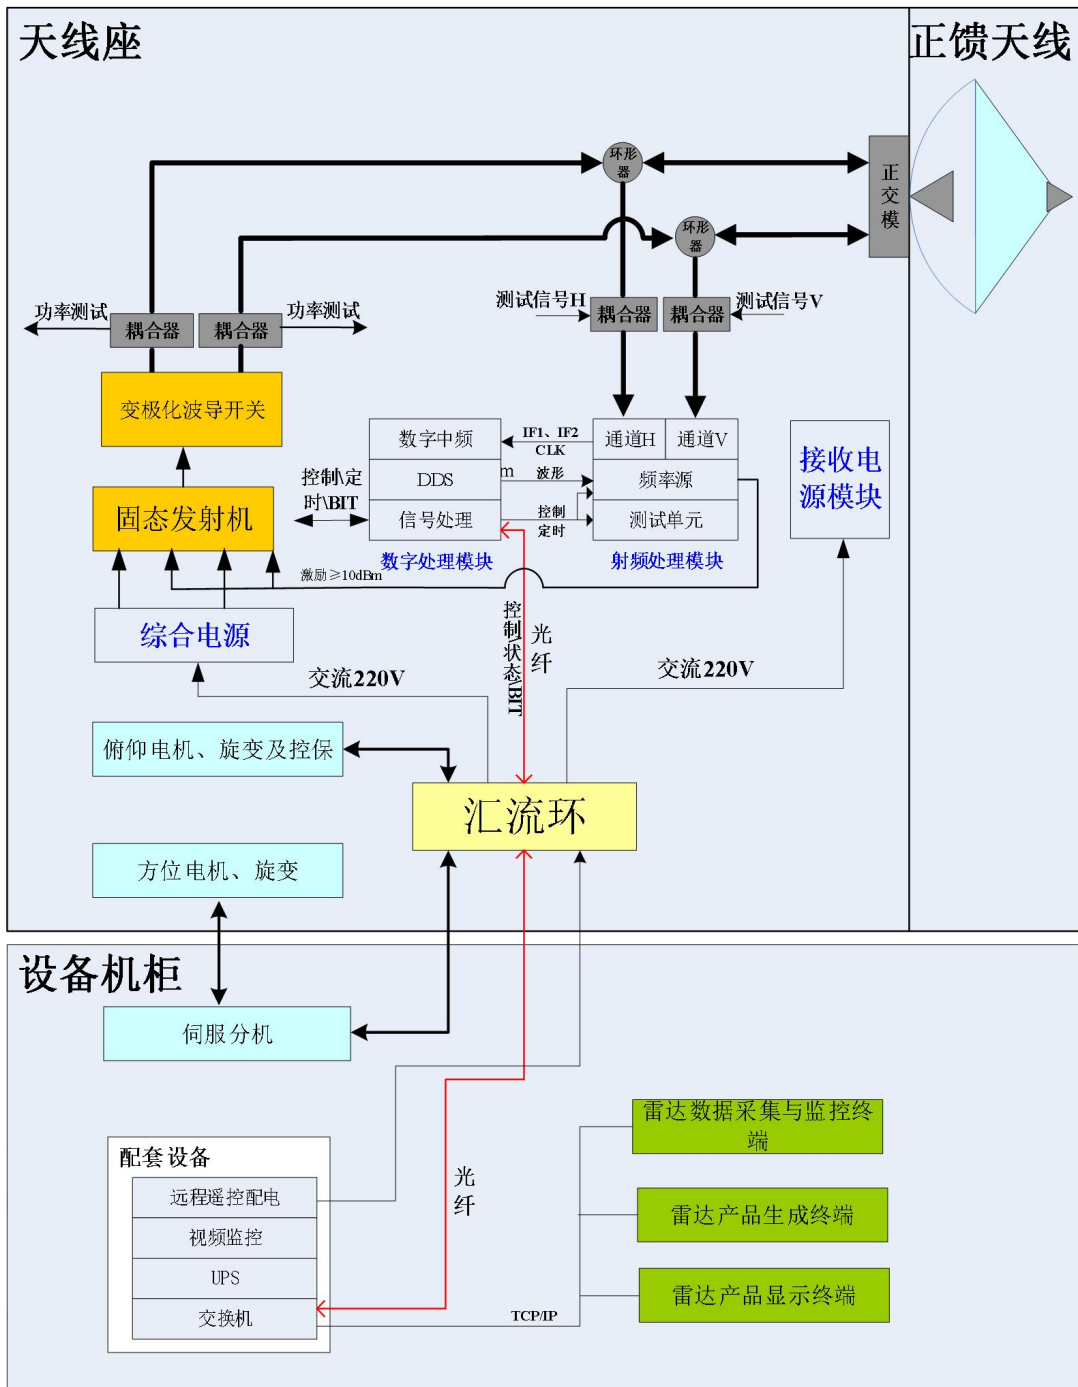 天线座
正馈天线
环形
器
环形
器
正
交
模
功率测试
耦合器
耦合器
功率测试
测试信号H
耦合器
耦合器
测试信号V
变极化波导开关
固态发射机
控制\定
时\BIT
数字中频
DDS
信号处理
数字处理模块
IF1、IF2
CLK
m
波形
控制
定时
通道H
通道V
频率源
测试单元
射频处理模块
接收电
源模块
激励≥10dBm
综合电源
交流220V
控制\状态\BIT
光
纤
交流220V
俯仰电机、旋变及控保
汇流环
方位电机、旋变
设备机柜
伺服分机
配套设备
远程遥控配电
视频监控
UPS
交换机
光
纤
TCP/IP
雷达数据采集与监控终
端
雷达产品生成终端
雷达产品显示终端